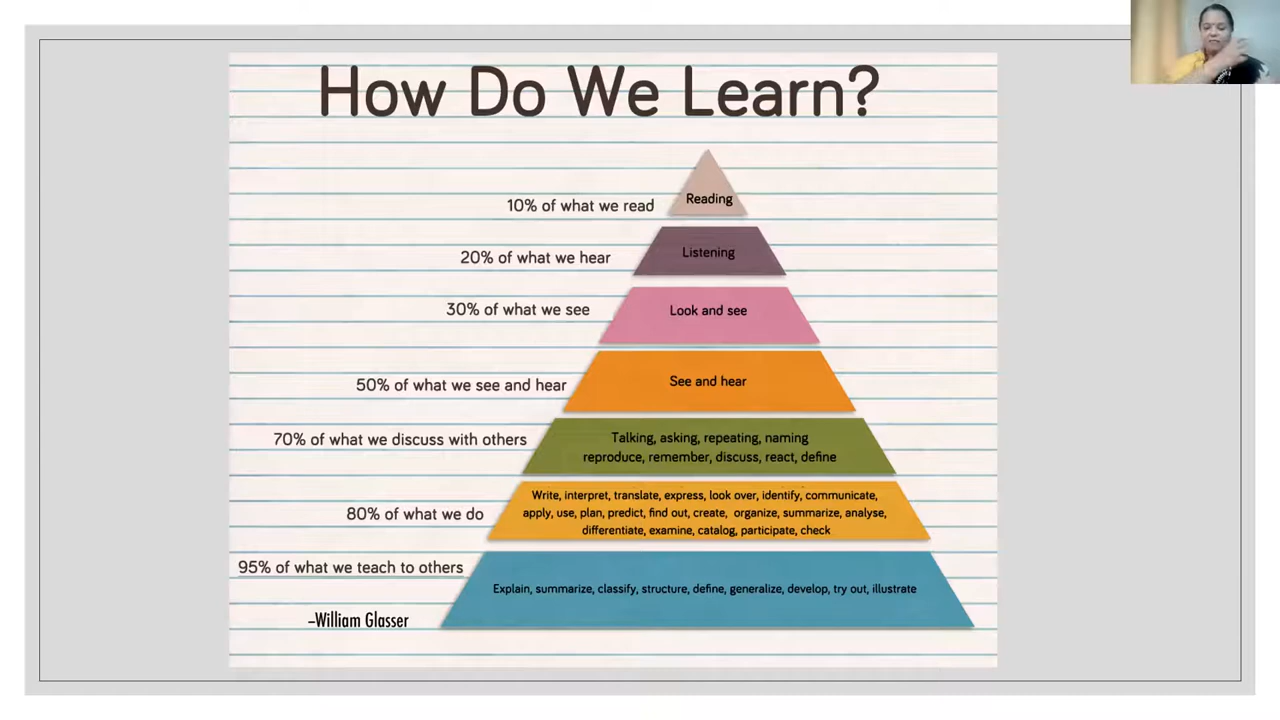 How Do We Learn?
10% of what we read
Reading
20% of what we hear
Listening
30% of what we see
Look and see
50% of what we see and hear
See and hear
70% of what we discuss with others
Talking, asking, repeating, naming
reproduce, remember, discuss, react, define
80% of what we do
Write, interpret, translate, express, look over, identify, communicate,
apply, use, plan, predict, find out, create, organize, summarize, analyse,
differentiate, examine, catalog, participate, check
95% of what we teach to others
Explain, summarize, classify, structure, define, generalize, develop, try out, illustrate
–William Glasser